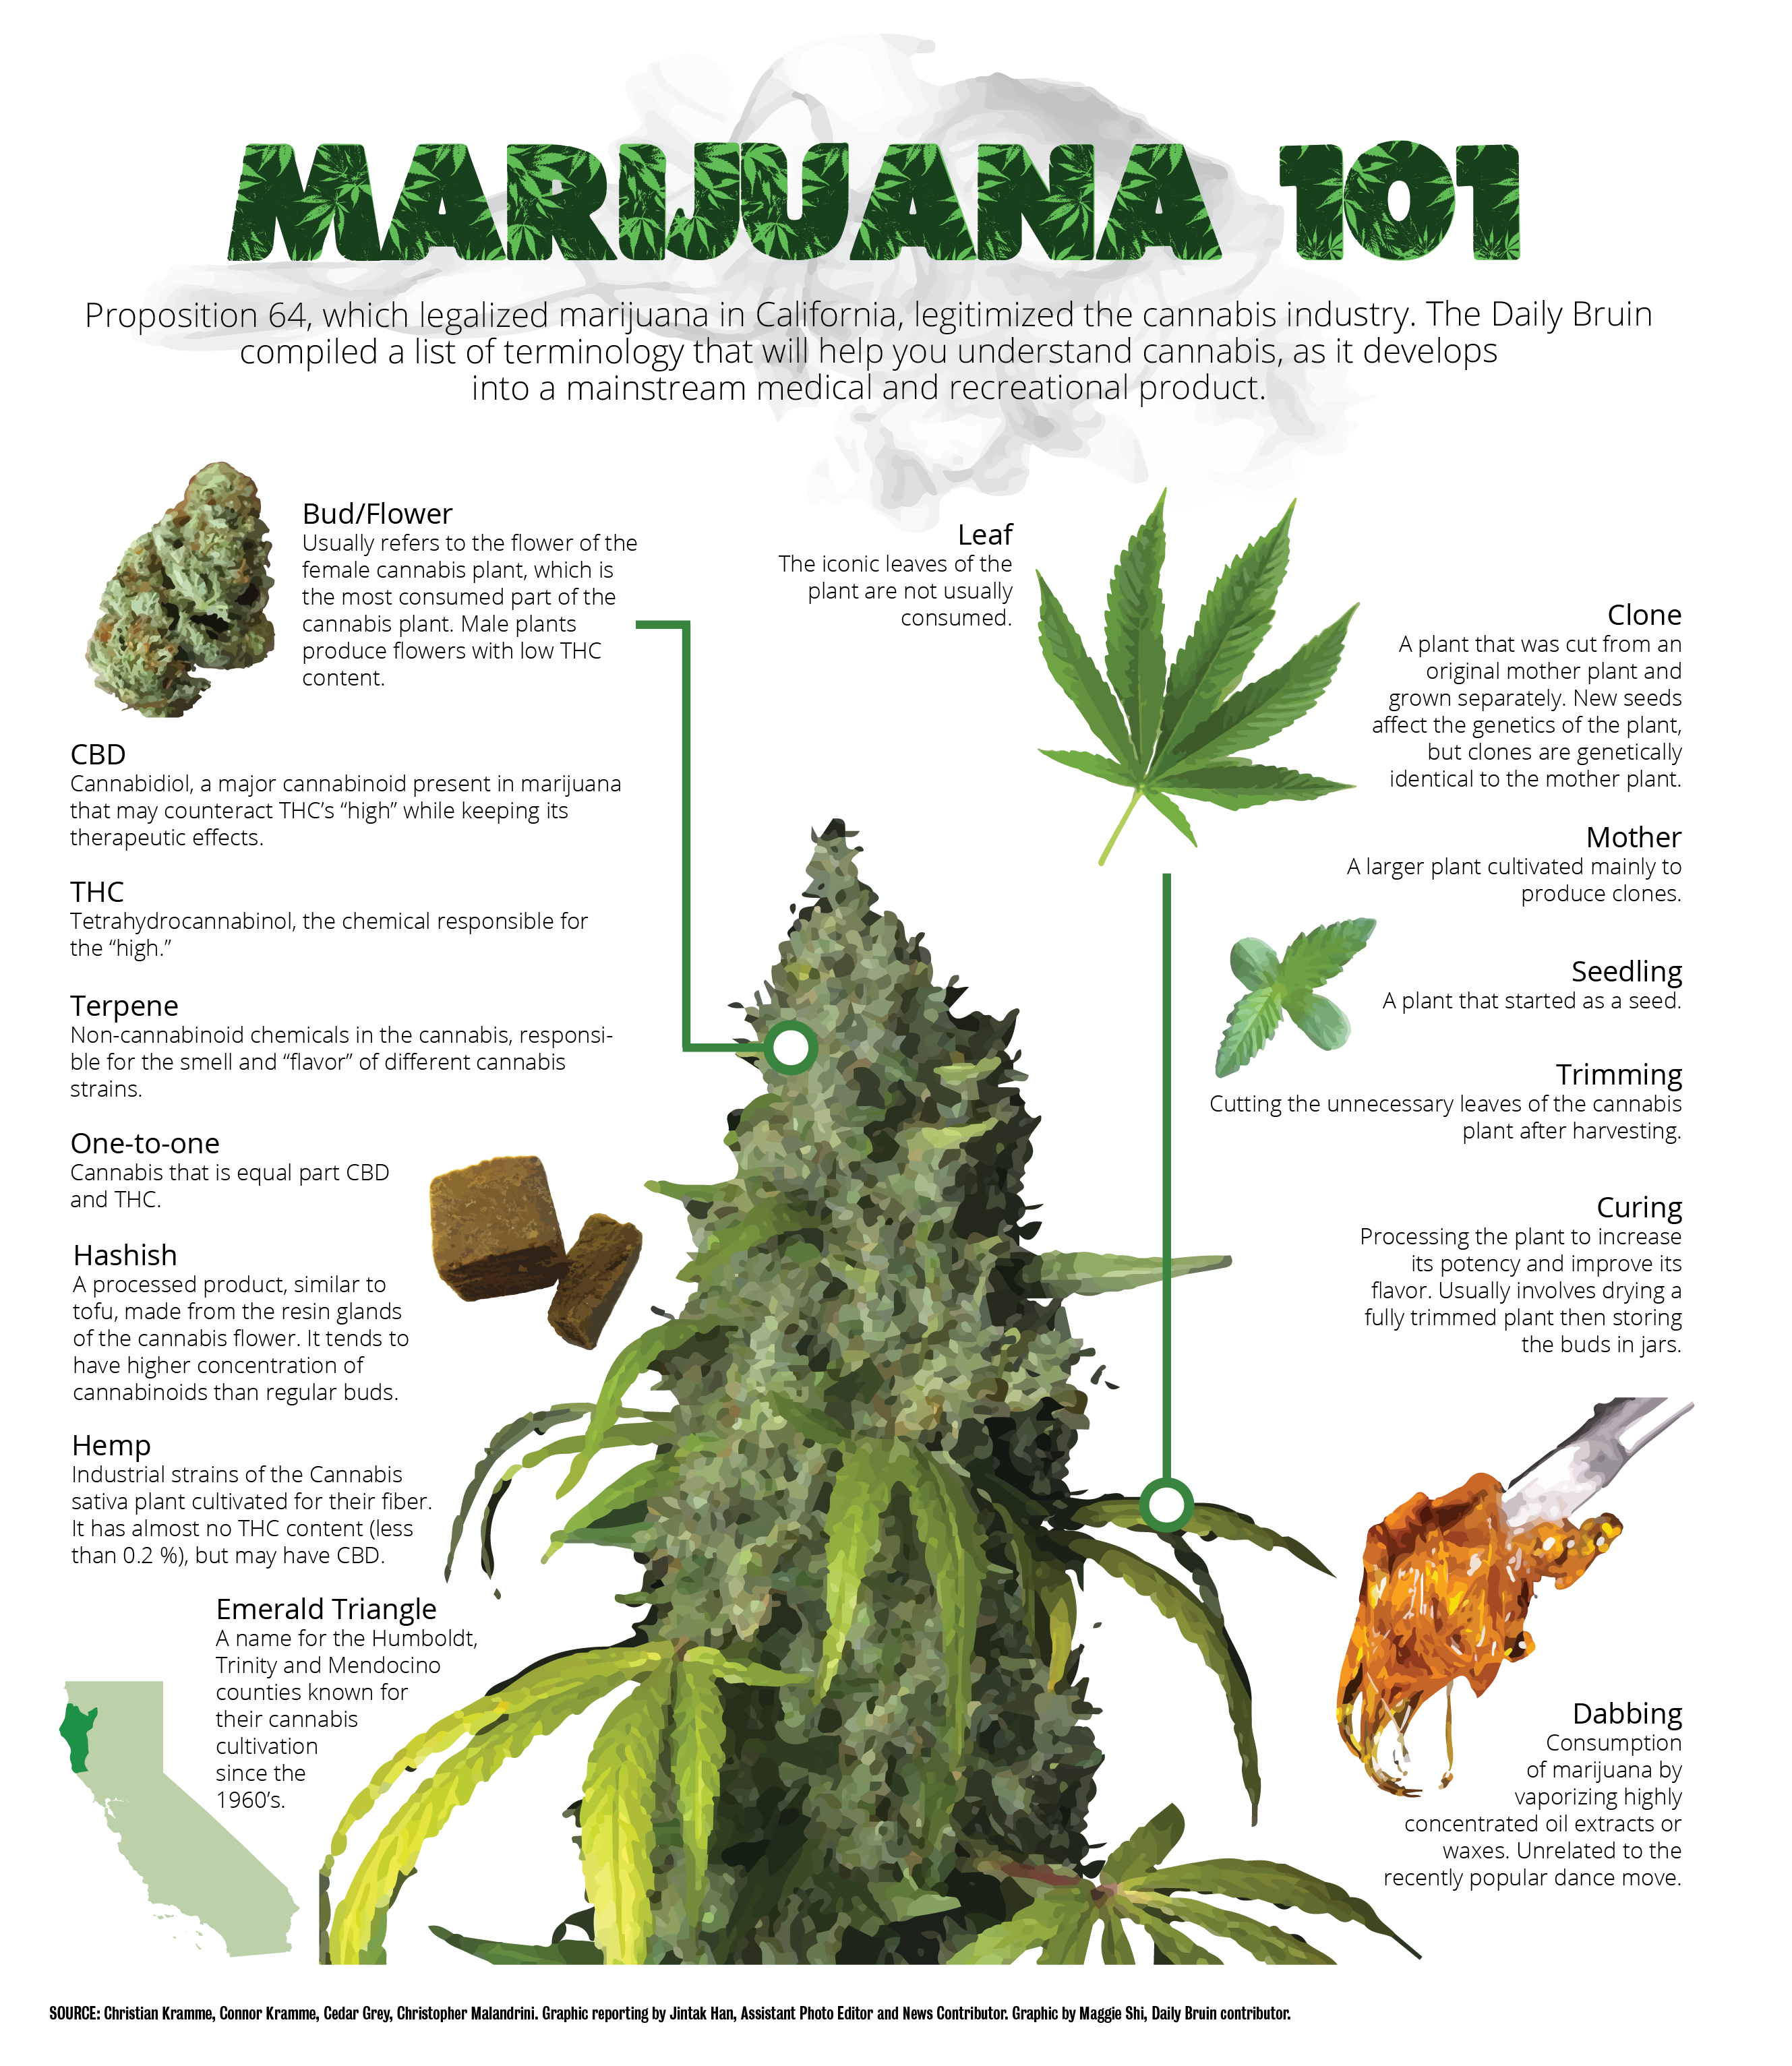 MARIJUANA 101
Proposition 64, which legalized marijuana in California, legitimized the cannabis industry. The Daily Bruin
compiled a list of terminology that will help you understand cannabis, as it develops
into a mainstream medical and recreational product.
Bud/Flower
Usually refers to the flower of the
female cannabis plant, which is
the most consumed part of the
cannabis plant. Male plants
produce flowers with low THC
content.
CBD
Cannabidiol, a major cannabinoid present in marijuana
that may counteract THC’s “high” while keeping its
therapeutic effects.
THC
Tetrahydrocannabinol, the chemical responsible for
the “high.”
Terpene
Non-cannabinoid chemicals in the cannabis, responsi-
ble for the smell and “flavor” of different cannabis
strains.
One-to-one
Cannabis that is equal part CBD
and THC.
Hashish
A processed product, similar to
tofu, made from the resin glands
of the cannabis flower. It tends to
have higher concentration of
cannabinoids than regular buds.
Hemp
Industrial strains of the Cannabis
sativa plant cultivated for their fiber.
It has almost no THC content (less
than 0.2 %), but may have CBD.
Emerald Triangle
A name for the Humboldt,
Trinity and Mendocino
counties known for
their cannabis
cultivation
since the
1960’s.
Leaf
The iconic leaves of the
plant are not usually
consumed.
Clone
A plant that was cut from an
original mother plant and
grown separately. New seeds
affect the genetics of the plant,
but clones are genetically
identical to the mother plant.
Mother
A larger plant cultivated mainly to
produce clones.
Seedling
A plant that started as a seed.
Trimming
Cutting the unnecessary leaves of the cannabis
plant after harvesting.
Curing
Processing the plant to increase
its potency and improve its
flavor. Usually involves drying a
fully trimmed plant then storing
the buds in jars.
Dabbing
Consumption
of marijuana by
vaporizing highly
concentrated oil extracts or
waxes. Unrelated to the
recently popular dance move.
SOURCE: Christian Kramme, Connor Kramme, Cedar Grey, Christopher Malandrini. Graphic reporting by Jintak Han, Assistant Photo Editor and News Contributor. Graphic by Maggie Shi, Daily Bruin contributor.